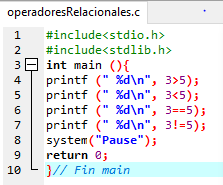 operadoresRelacionales.c
1 #include<stdio.h>
2 #include<stdlib.h>
3 int main (){
4 printf (" %d\n", 3>5);
5 printf (" %d\n", 3<5);
6 printf (" %d\n", 3==5);
7 printf (" %d\n", 3!=5);
8 system("Pause");
9 return 0;
10 }// Fin main